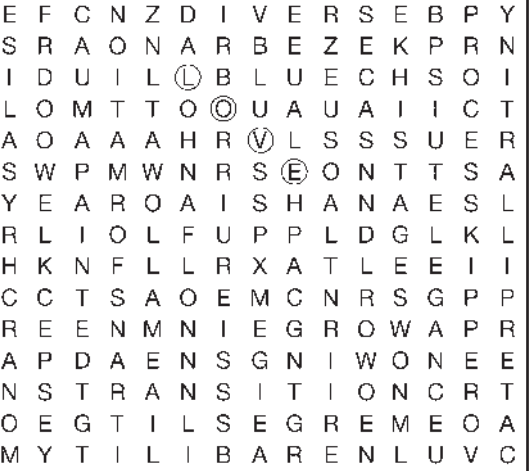 E F C N Z D I V E R S E B P Y
S R A O N A R B E Z E K P R N
I D U I L L B L U E C H S O I
L O M T T O O U A U A I I C T
A O A A A H R V L S S S U E R
S W P M W N R S E O N T T S A
Y E A R O A I S H A N A E S L
R L I O L F U P P L D G L K L
H K N F L L R X A T L E E I I
C C T S A O E M C N R S G P P
R E E N M N I E G R O W A P R
A P D A E N S G N I W O N E E
N S T R A N S I T I O N C R T
O E G T I L S E G R E M E O A
M Y T I L I B A R E N L U V C